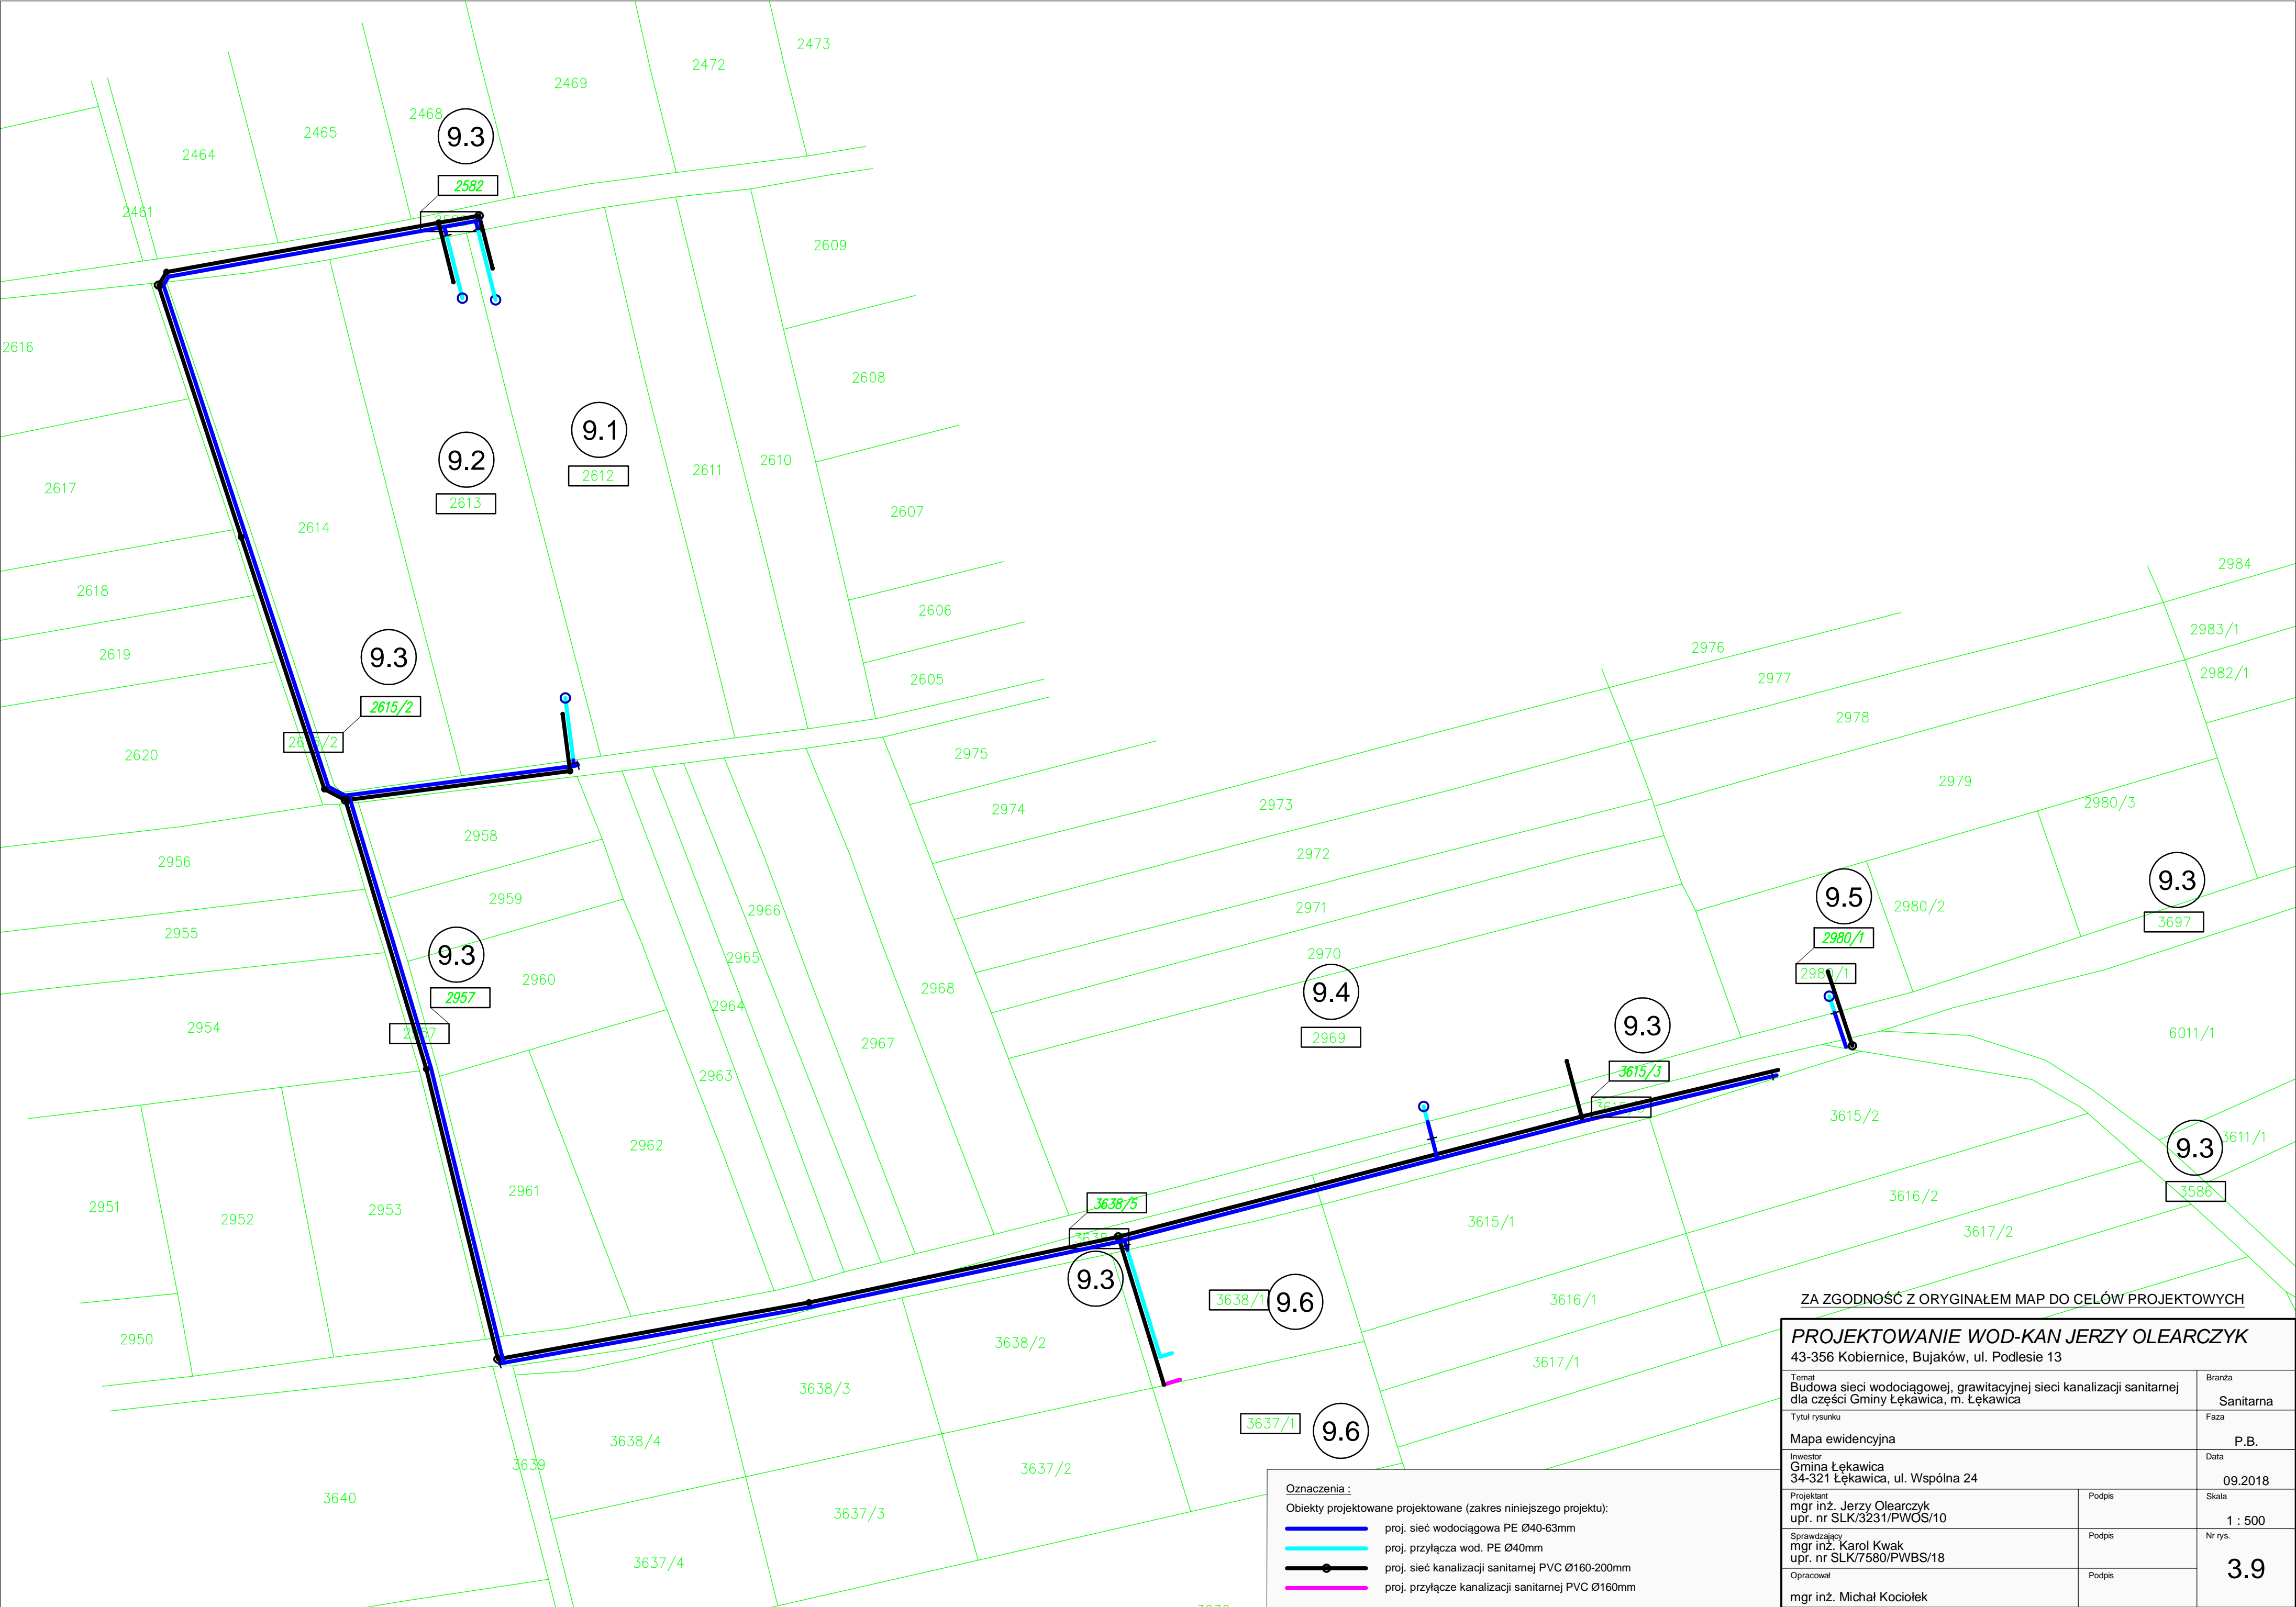 2473
2472
2469
2468
2465
2464
2461
9.3
2582
2609
2616
2608
9.1
2612
9.2
2613
2611
2610
2617
2614
2607
2618
2606
2619
9.3
2615/2
2605
2620
2984
2983/1
2982/1
2976
2977
2978
2979
2980/3
2975
2974
2973
2972
2971
2970
2958
2956
2959
2955
2966
2965
2964
2963
2960
9.3
2957
2954
2967
2968
9.4
2969
9.3
3615/3
9.5
2980/1
2980/1
2980/2
9.3
3697
6011/1
3615/2
3611/1
9.3
3586
3616/2
3617/2
2962
2961
2951
2952
2953
2950
3638/5
9.3
3638/1
9.6
3615/1
3616/1
3617/1
3638/2
3638/3
3638/4
3637/1
9.6
3637/2
3637/3
3637/4
3639
3640
Oznaczenia :
Obiekty projektowane projektowane (zakres niniejszego projektu):
proj. sieć wodociągowa PE Ø40-63mm
proj. przyłącza wod. PE Ø40mm
proj. sieć kanalizacji sanitarnej PVC Ø160-200mm
proj. przyłącze kanalizacji sanitarnej PVC Ø160mm
ZA ZGODNOŚĆ Z ORYGINAŁEM MAP DO CELÓW PROJEKTOWYCH
PROJEKTOWANIE WOD-KAN JERZY OLEARCZYK
43-356 Kobiernice, Bujaków, ul. Podlesie 13
Temat
Budowa sieci wodociągowej, grawitacyjnej sieci kanalizacji sanitarnej
dla części Gminy Łękawica, m. Łękawica
Branża
Sanitarna
Tytuł rysunku
Mapa ewidencyjna
Faza
P.B.
Inwestor
Gmina Łękawica
34-321 Łękawica, ul. Wspólna 24
Data
09.2018
Projektant
mgr inż. Jerzy Olearczyk
upr. nr SLK/3231/PWOS/10
Podpis
Skala
1 : 500
Sprawdzający
mgr inż. Karol Kwak
upr. nr SLK/7580/PWBS/18
Podpis
Nr rys.
3.9
Opracował
mgr inż. Michał Kociołek
Podpis